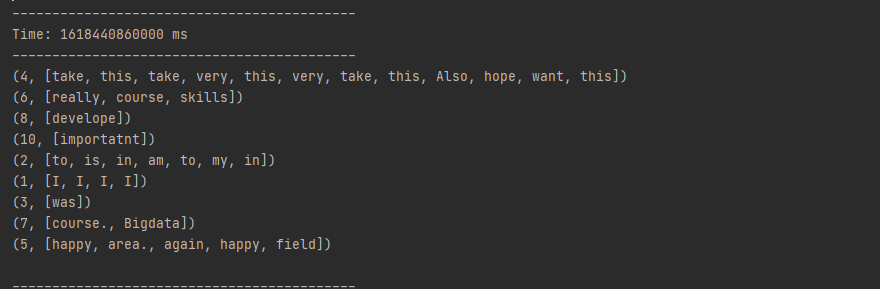 -------------------------------------------
Time: 1618440860000 ms
-------------------------------------------
(4, [take, this, take, very, this, very, take, this, Also, hope, want, this])
(6, [really, course, skills])
(8, [develope])
(10, [importatnt])
(2, [to, is, in, am, to, my, in])
(1, [I, I, I, I])
(3, [was])
(7, [course., Bigdata])
(5, [happy, area., again, happy, field])
-------------------------------------------